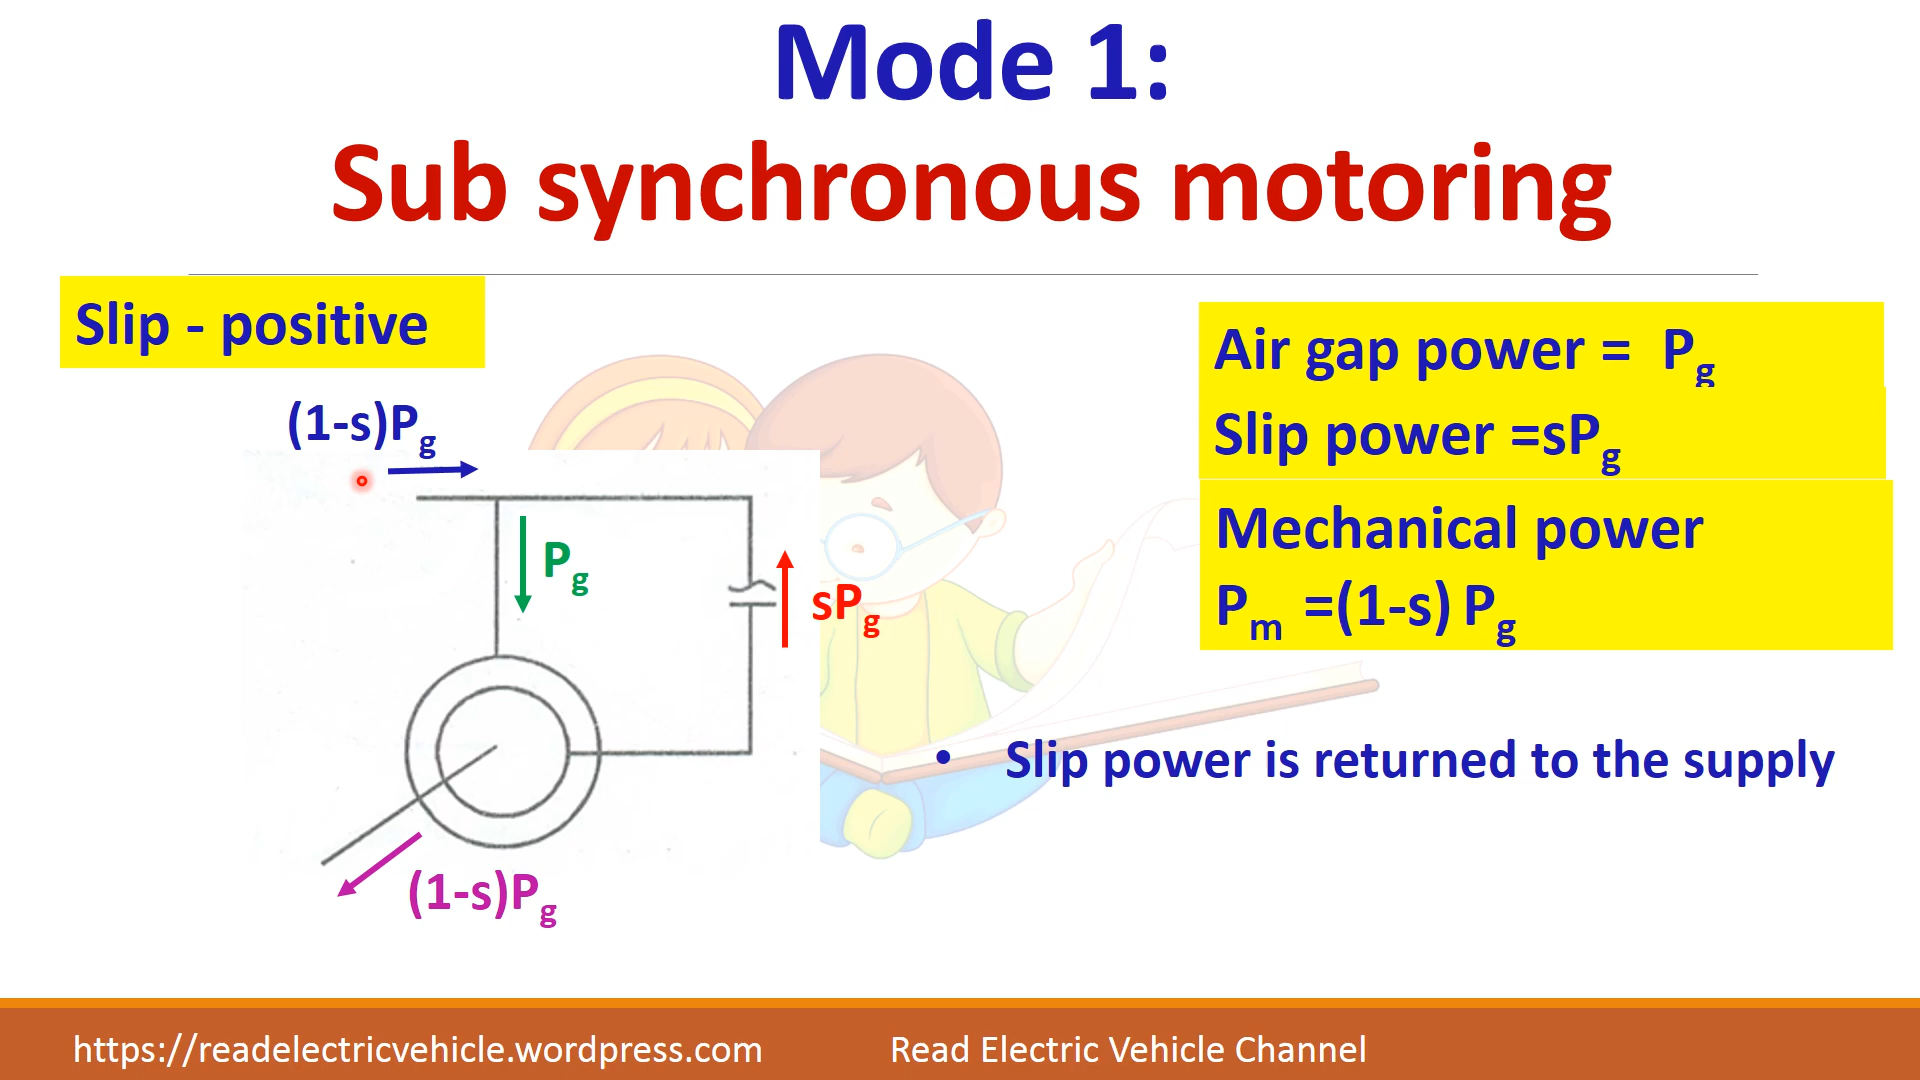 Mode 1:
Sub synchronous motoring
Slip - positive
(1-s)Pg
Pg
sPg
(1-s)Pg
Air gap power = Pg
Slip power =sPg
Mechanical power
Pm =(1-s) Pg
• Slip power is returned to the supply
https://readelectricvehicle.wordpress.com
Read Electric Vehicle Channel